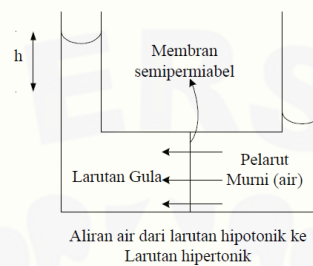 h
Membran
semipermiabel
Larutan Gula
Pelarut
Murni (air)
Aliran air dari larutan hipotonik ke
Larutan hipertonik